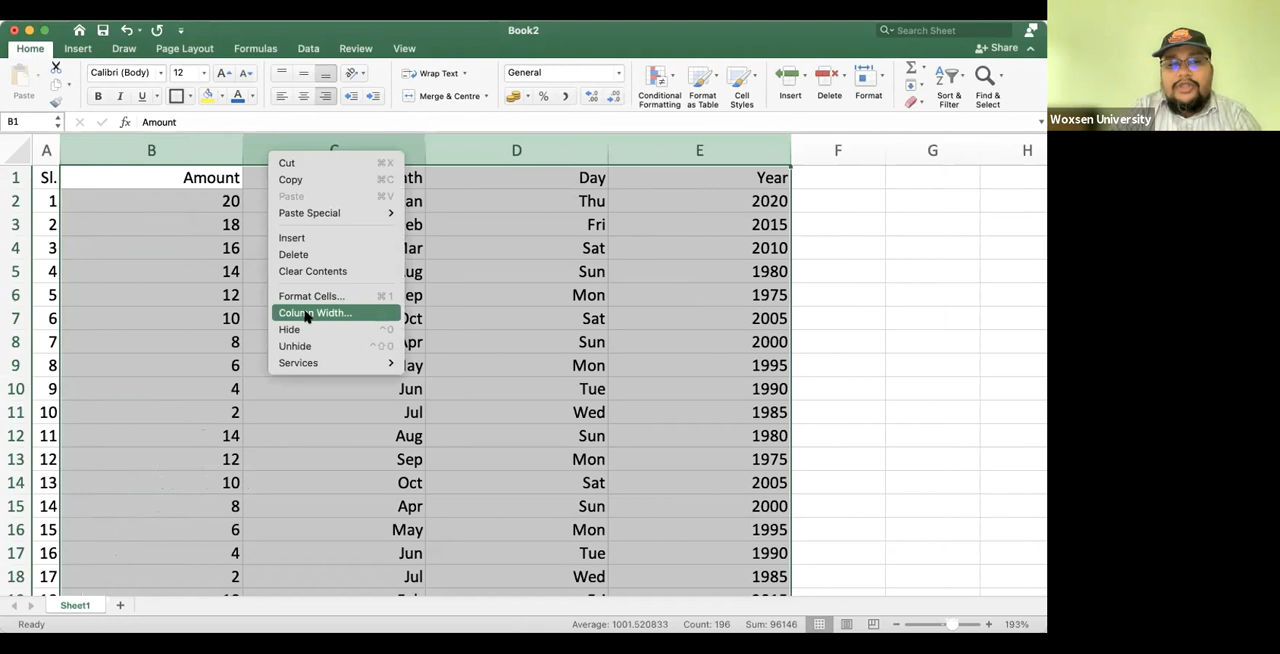 Book2
Search Sheet
Home Insert Draw Page Layout Formulas Data Review View
Share
Paste
Calibri (Body) 12
A A
B I U A
Wrap Text
Merge & Centre
General
%
Conditional Formatting
Format as Table
Cell Styles
Insert
Delete
Format
Sort & Filter
Find & Select
B1 fx Amount
A B C D E F G H
1 Sl. Amount nth Day Year
2 1 20 an Thu 2020
3 2 18 eb Fri 2015
4 3 16 Mar Sat 2010
5 4 14 ug Sun 1980
6 5 12 ep Mon 1975
7 6 10 Oct Sat 2005
8 7 8 pr Sun 2000
9 8 6 ay Mon 1995
10 9 4 Jun Tue 1990
11 10 2 Jul Wed 1985
12 11 14 Aug Sun 1980
13 12 12 Sep Mon 1975
14 13 10 Oct Sat 2005
15 14 8 Apr Sun 2000
16 15 6 May Mon 1995
17 16 4 Jun Tue 1990
18 17 2 Jul Wed 1985
Cut ⌘X
Copy ⌘C
Paste ⌘V
Paste Special
Insert
Delete
Clear Contents
Format Cells... ⌘1
Column Width...
Hide ^0
Unhide ^⇧0
Services
Sheet1 +
Ready Average: 1001.520833 Count: 196 Sum: 96146 193%
Woxsen University